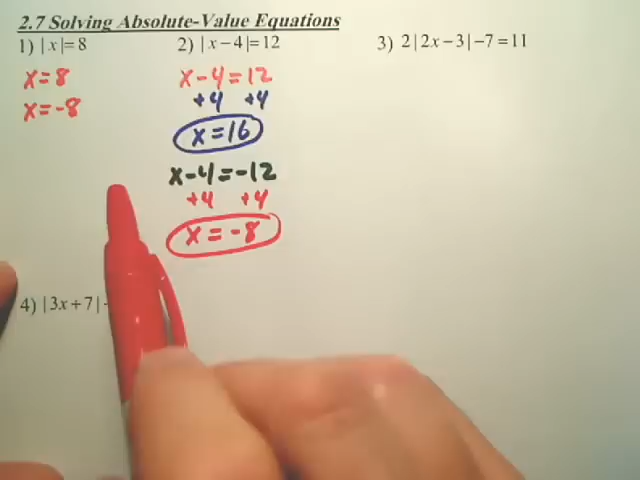 2.7 Solving Absolute-Value Equations
1) |x|=8
x=8
x=-8
2) |x-4|=12
x-4=12
+4 +4
x=16
x-4=-12
+4 +4
x=-8
3) 2|2x-3|-7=11
4) |3x+7|